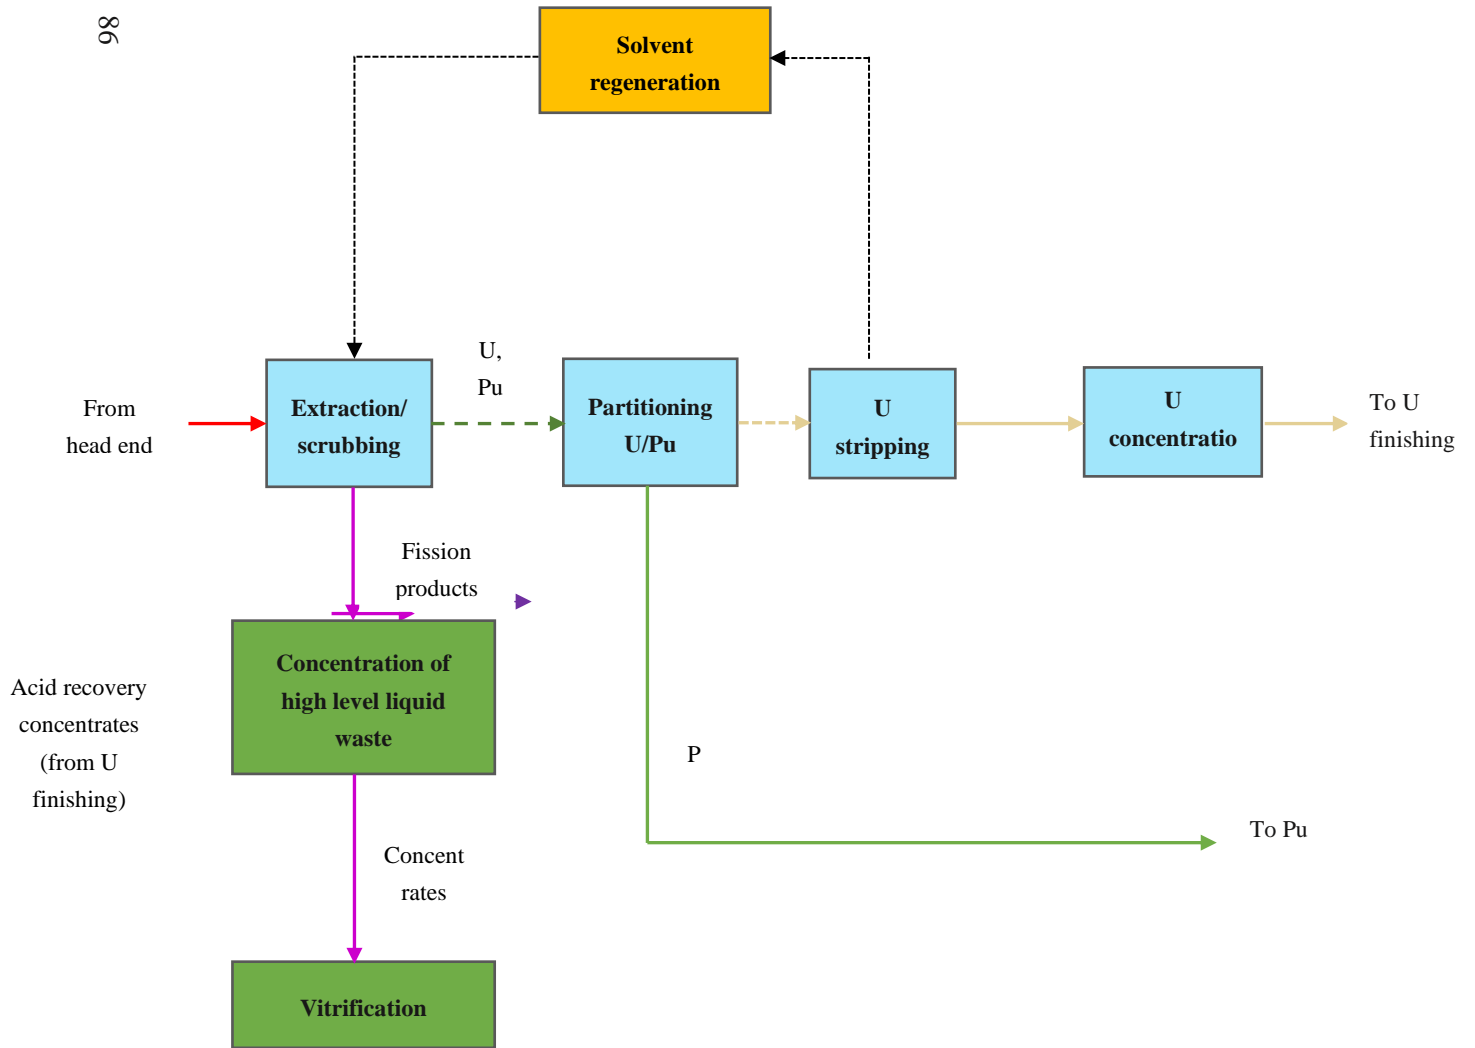 86
Solvent
regeneration
U,
Pu
From
head end
Extraction/
scrubbing
Partitioning
U/Pu
U
stripping
U
concentratio
To U
finishing
Fission
products
Concentration of
high level liquid
waste
Acid recovery
concentrates
(from U
finishing)
P
To Pu
Concent
rates
Vitrification